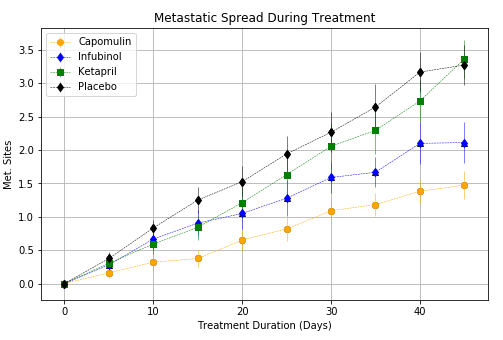 Metastatic Spread During Treatment
Capomulin
Infubinol
Ketapril
Placebo
Met. Sites
3.5
3.0
2.5
2.0
1.5
1.0
0.5
0.0
0
10
20
30
40
Treatment Duration (Days)